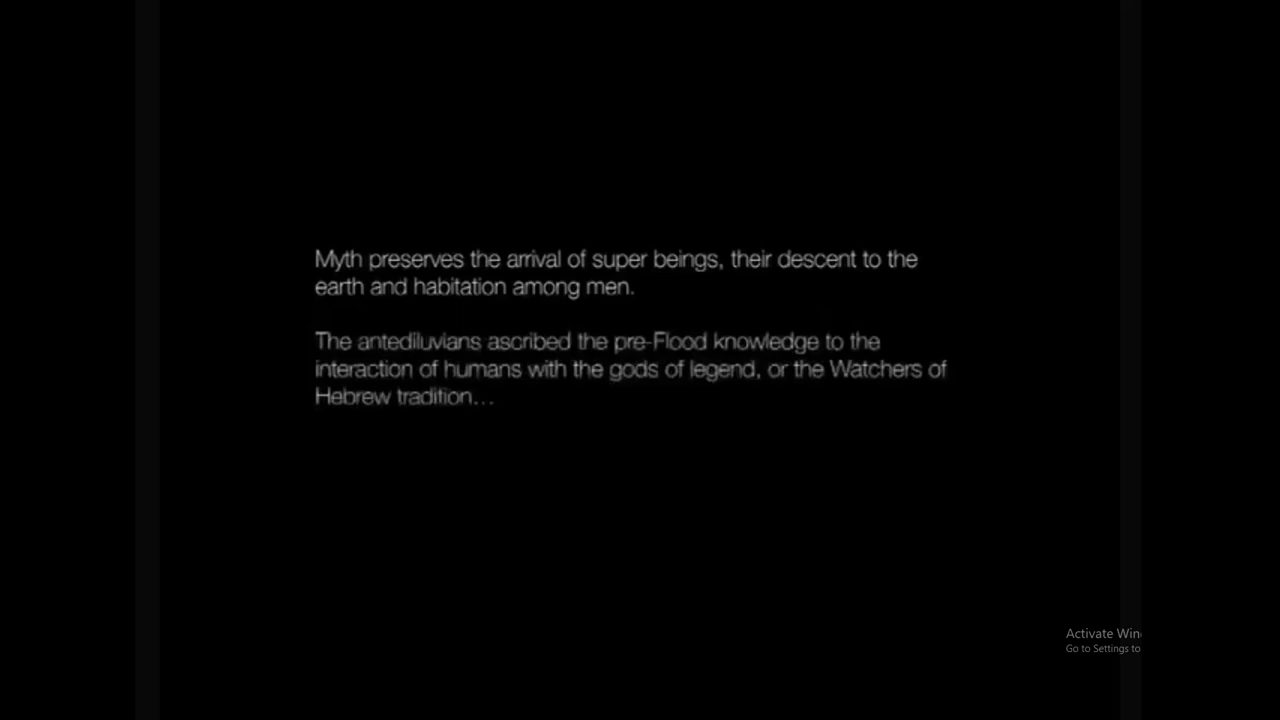 Myth preserves the arrival of super beings, their descent to the
earth and habitation among men.
The antediluvians ascribed the pre-Flood knowledge to the
interaction of humans with the gods of legend, or the Watchers of
Hebrew tradition...
Activate Win
Go to Settings to